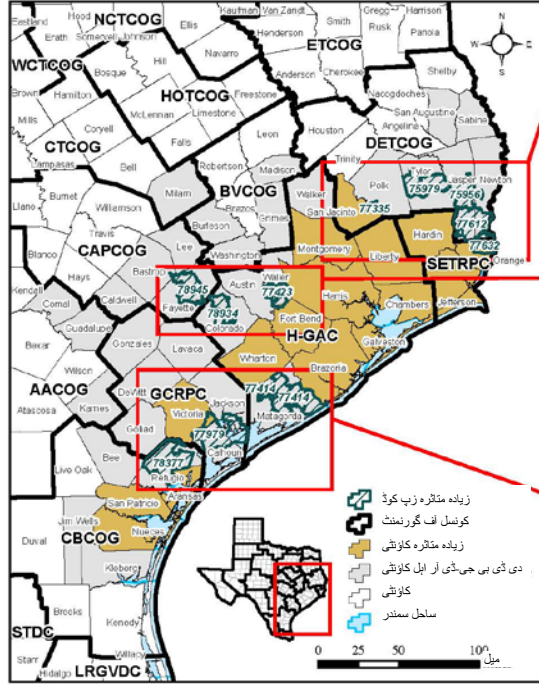 NCTCOG
Hood
Johnson
Ellis
Kaufman
Van Zandt
Smith
Gregg
Harrison
Rusk
Panola
Eastland
Erath
Somervell
Hill
Navarro
Henderson
ETCOG
Anderson
Cherokee
Shelby
N
W
E
S
WCTCOG
Bosque
Brown
Hamilton
HOTCOG
Freestone
McLennan
Limestone
Nacogdoches
San Augustine
Sabine
Mills
Coryell
CTCOG
Lampasas
Bell
Falls
Leon
Houston
Angelina
DETCOG
Trinity
Robertson
Madison
BVCOG
Walker
Polk
Tyler
Jasper
Newton
75979
75956
77335
77612
77632
Llano
Burnet
Williamson
Milam
Brazos
Grimes
Burleson
San Jacinto
Montgomery
Hardin
Travis
CAPCOG
Blanco
Hays
Lee
Washington
Liberty
SETRPC
Orange
Bastrop
Austin
Waller
77423
Harris
Chambers
Jefferson
Kendall
Comal
Caldwell
78945
Fayette
78934
Colorado
Fort Bend
H-GAC
Galveston
Guadalupe
Gonzales
Lavaca
Wharton
Brazoria
Bexar
Wilson
AACOG
Atascosa
Karnes
DeWitt
GCRPC
Victoria
Jackson
77414
77414
Matagorda
Goliad
77979
Calhoun
Bee
Live Oak
78377
Refugio
Aransas
San Patricio
Jim Wells
Nueces
Duval
CBCOG
Kleberg
Brooks
Kenedy
STDC
Willacy
Starr
Hidalgo
LRGVDC
زیادہ متاثرہ زپ کوڈ
کونسل آف گورنمنٹ
زیادہ متاثرہ کاؤنٹی
دی ڈی بی جی-ڈی آر اہل کاؤنٹی
کاؤنٹی
ساحل سمندر
0
25
50
100
میل